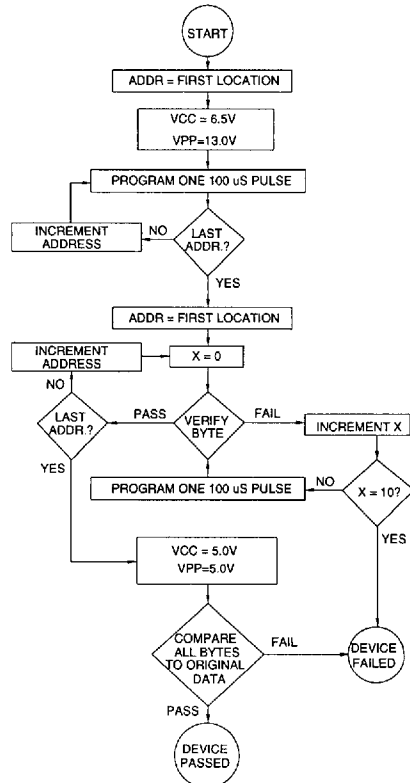 START
ADDR = FIRST LOCATION
VCC = 6.5V
VPP=13.0V
PROGRAM ONE 100 uS PULSE
INCREMENT
ADDRESS
NO
LAST
ADDR.?
YES
ADDR = FIRST LOCATION
INCREMENT
ADDRESS
X = 0
NO
LAST
ADDR.?
PASS
VERIFY
BYTE
FAIL
INCREMENT X
YES
PROGRAM ONE 100 uS PULSE
NO
X = 10?
YES
VCC = 5.0V
VPP=5.0V
COMPARE
ALL BYTES
TO ORIGINAL
DATA
FAIL
DEVICE
FAILED
PASS
DEVICE
PASSED